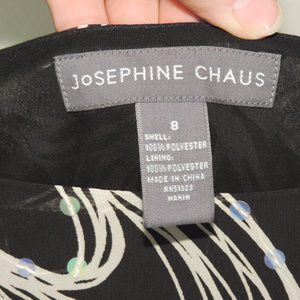 JOSEPHINE CHAUS
8
SHELL:
100% POLYESTER
LINING:
100% POLYESTER
MADE IN CHINA
RN51323